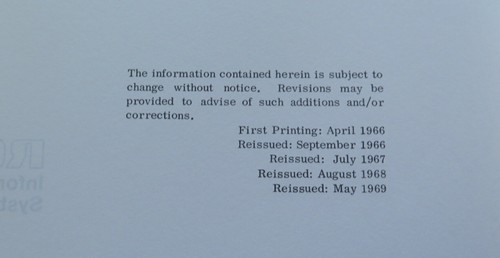 The information contained herein is subject to
change without notice. Revisions may be
provided to advise of such additions and/or
corrections.
First Printing: April 1966
Reissued: September 1966
Reissued: July 1967
Reissued: August 1968
Reissued: May 1969